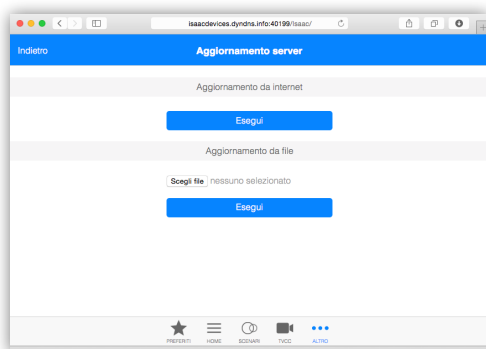 isaacdevices.dyndns.info:40199/Isaac/
Indietro
Aggiornamento server
Aggiornamento da internet
Esegui
Aggiornamento da file
Scegli file nessuno selezionato
Esegui
PREFERITI HOME SCENARI TVCC ALTRO